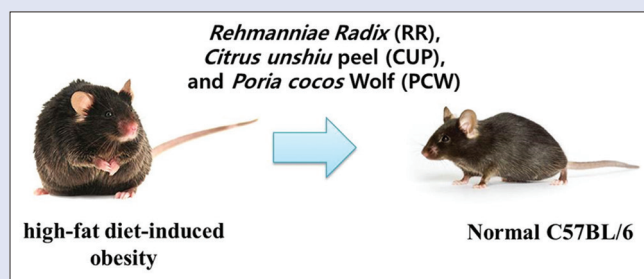 Rehmanniae Radix (RR),
Citrus unshiu peel (CUP),
and Poria cocos Wolf (PCW)
high-fat diet-induced
obesity
Normal C57BL/6